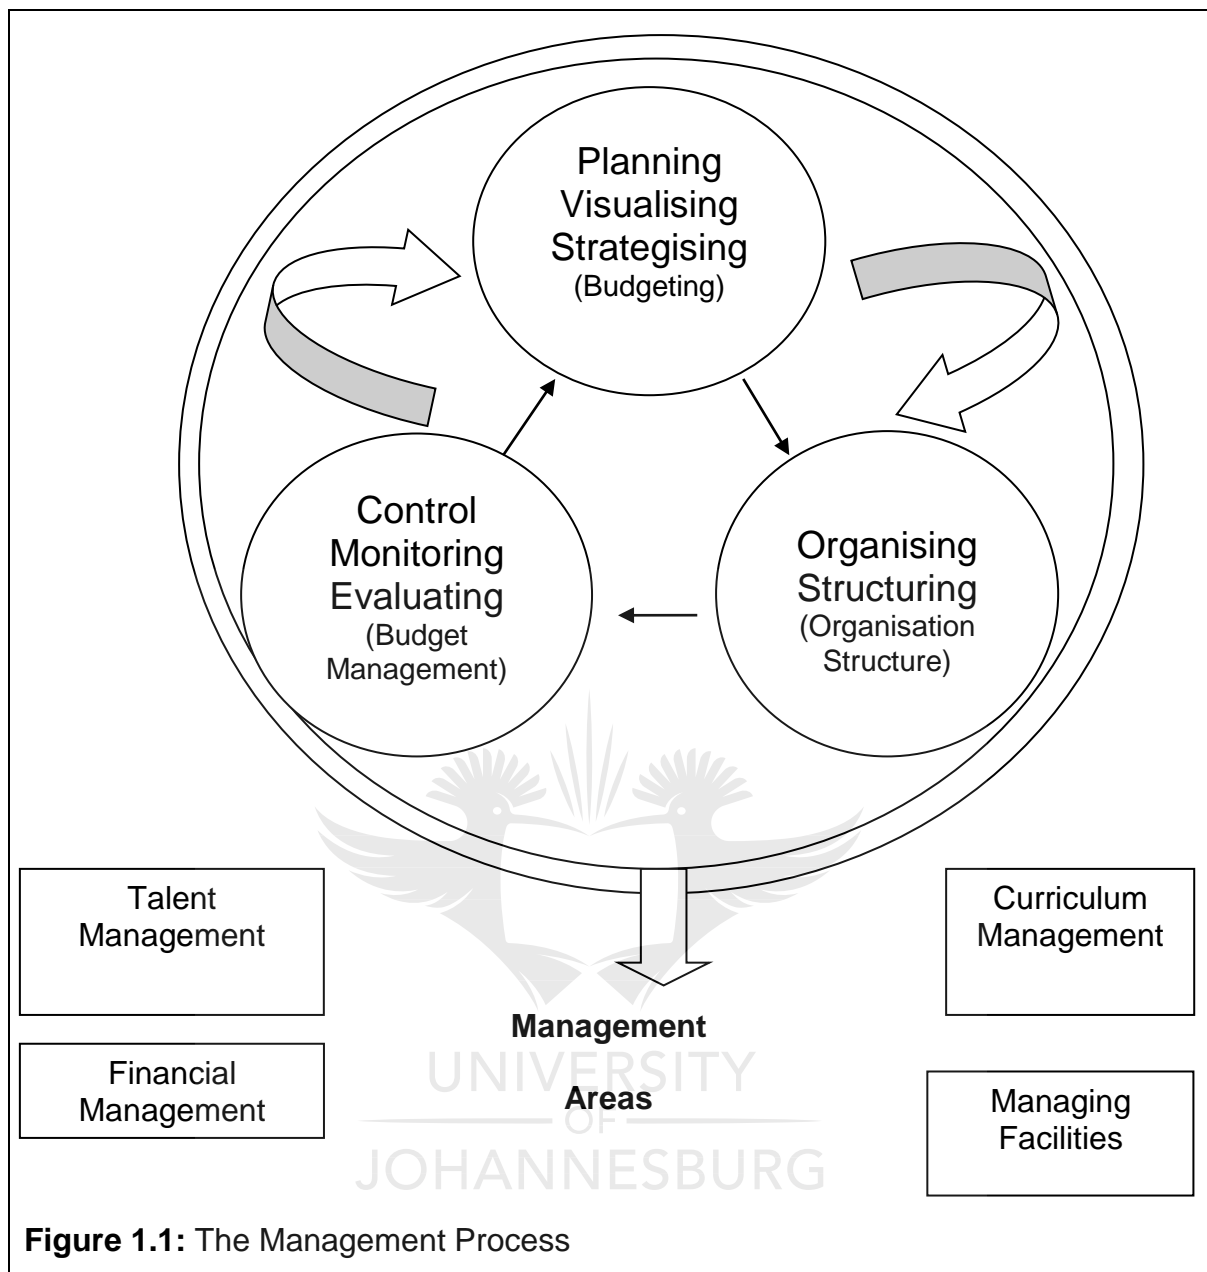 Planning
Visualising
Strategising
(Budgeting)
Control
Monitoring
Evaluating
(Budget
Management)
Organising
Structuring
(Organisation
Structure)
Talent
Management
Curriculum
Management
Management
Areas
Financial
Management
Managing
Facilities
UNIVERSITY
OF
JOHANNESBURG
Figure 1.1: The Management Process